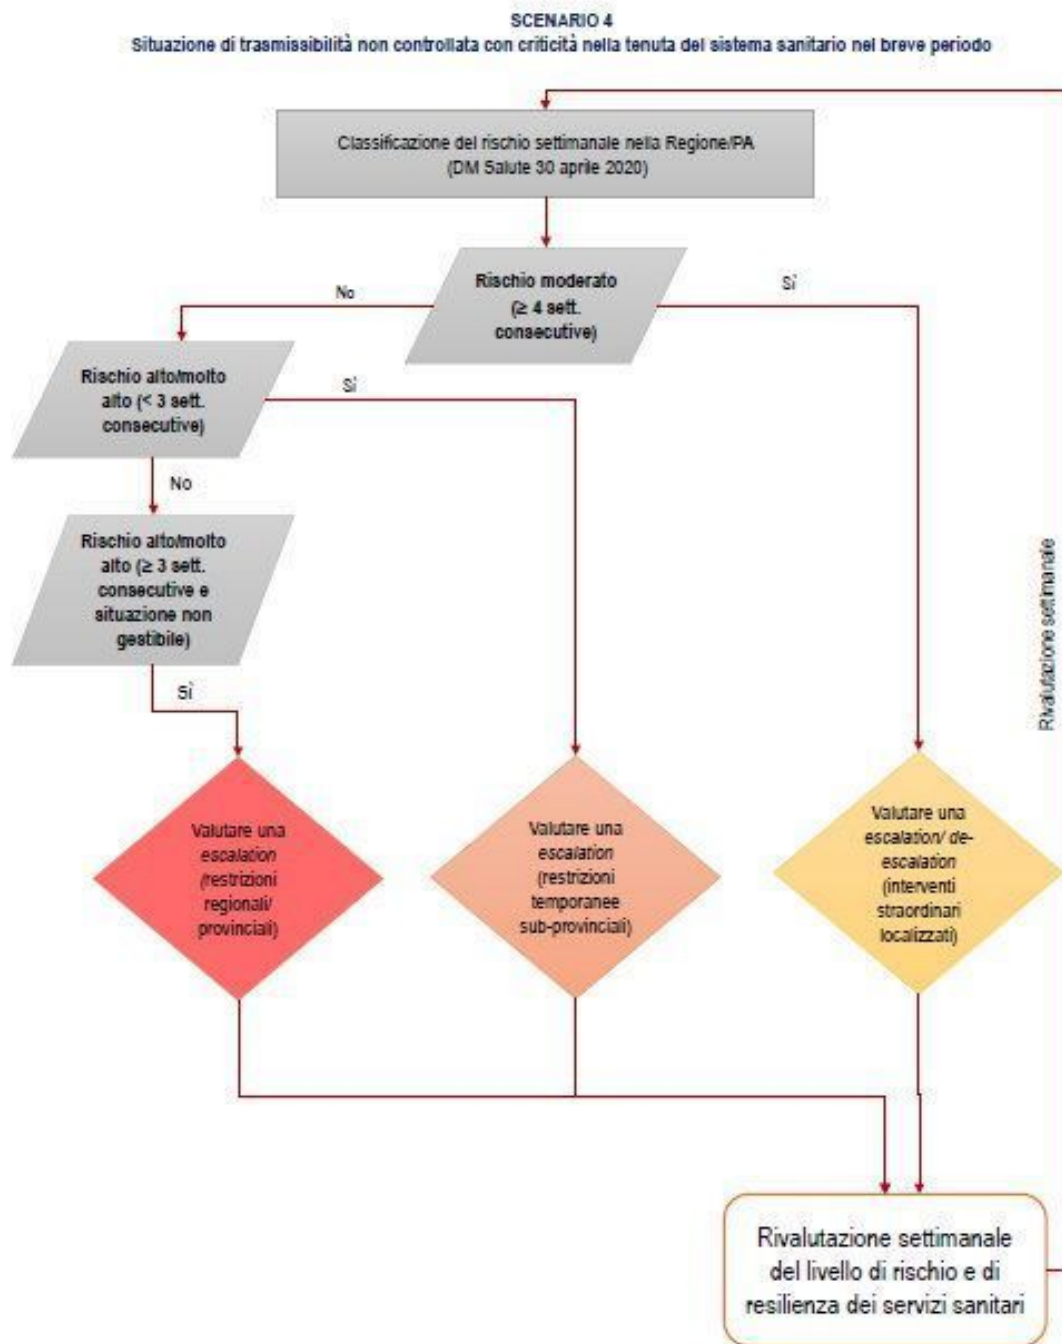 SCENARIO 4
Situazione di trasmissibilità non controllata con criticità nella tenuta del sistema sanitario nel breve periodo
Classificazione del rischio settimanale nella Regione/PA
(DM Salute 30 aprile 2020)
Rischio moderato
(≥ 4 sett.
consecutive)
No
Sì
Rischio alto/molto
alto (< 3 sett.
consecutive)
Sì
No
Rischio alto/molto
alto (≥ 3 sett.
consecutive e
situazione non
gestibile)
Sì
Valutare una
escalation
(restrizioni
regionali/
provinciali)
Valutare una
escalation
(restrizioni
temporanee
sub-provinciali)
Valutare una
escalation/ de-
escalation
(interventi
straordinari
localizzati)
Rivalutazione settimanale
Rivalutazione settimanale
del livello di rischio e di
resilienza dei servizi sanitari